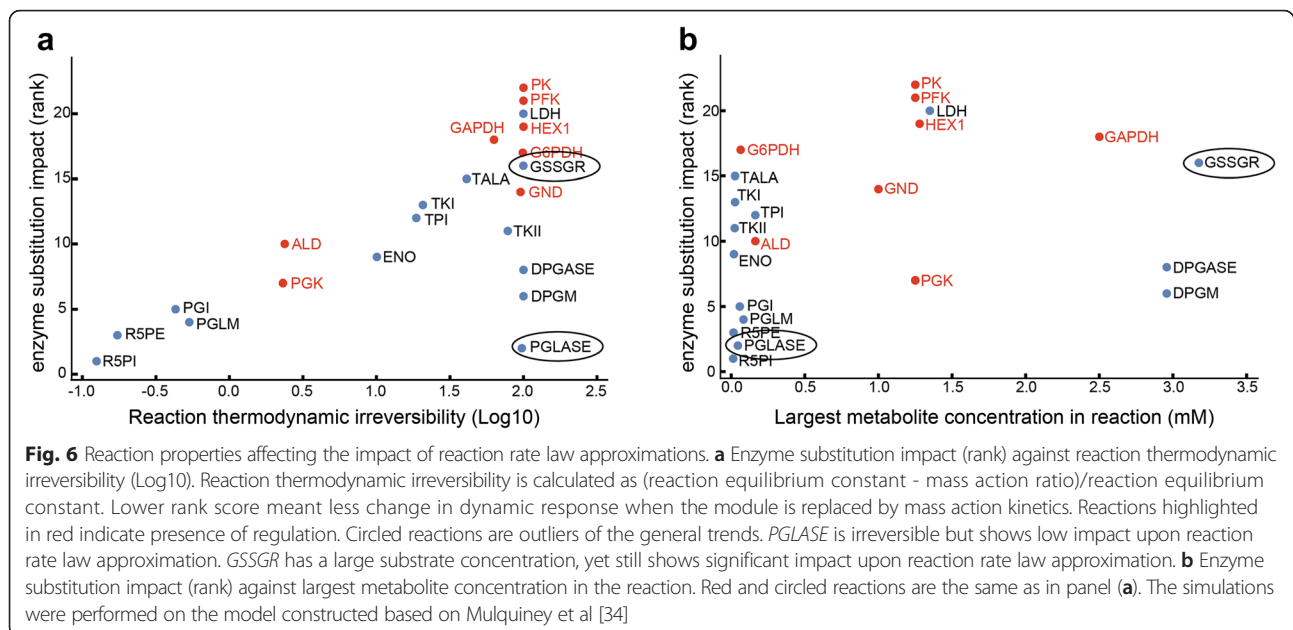 a
enzyme substitution impact (rank)
20
15
10
5
0
PK
PFK
LDH
GAPDH
HEX1
G6PDH
GSSGR
TALA
GND
TKI
TPI
TKII
ALD
ENO
DPGASE
PGK
DPGM
PGI
PGLM
R5PE
PGLASE
R5PI
-1.0 -0.5 0.0 0.5 1.0 1.5 2.0 2.5
Reaction thermodynamic irreversibility (Log10)
b
enzyme substitution impact (rank)
20
15
10
5
0
PK
PFK
LDH
HEX1
GAPDH
G6PDH
GSSGR
TALA
GND
TKI
TPI
TKII
ALD
ENO
DPGASE
PGK
DPGM
PGI
PGLM
R5PE
PGLASE
R5PI
0.0 0.5 1.0 1.5 2.0 2.5 3.0 3.5
Largest metabolite concentration in reaction (mM)
Fig. 6 Reaction properties affecting the impact of reaction rate law approximations. a Enzyme substitution impact (rank) against reaction thermodynamic
irreversibility (Log10). Reaction thermodynamic irreversibility is calculated as (reaction equilibrium constant - mass action ratio)/reaction equilibrium
constant. Lower rank score meant less change in dynamic response when the module is replaced by mass action kinetics. Reactions highlighted
in red indicate presence of regulation. Circled reactions are outliers of the general trends. PGLASE is irreversible but shows low impact upon reaction
rate law approximation. GSSGR has a large substrate concentration, yet still shows significant impact upon reaction rate law approximation. b Enzyme
substitution impact (rank) against largest metabolite concentration in the reaction. Red and circled reactions are the same as in panel (a). The simulations
were performed on the model constructed based on Mulquiney et al [34]